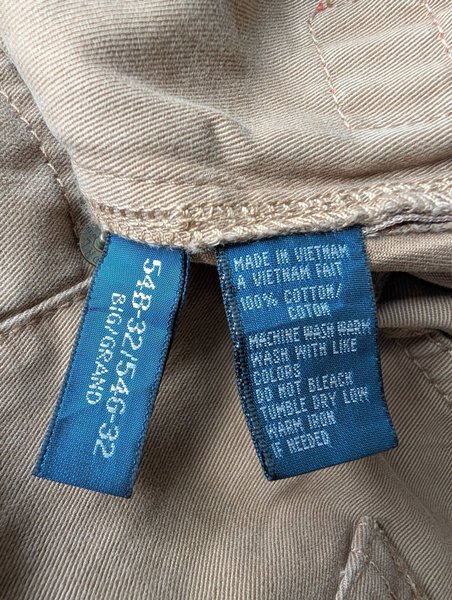 54B-32/54G-32
BIG/GRAND
MADE IN VIETNAM
A VIETNAM FAIT
100% COTTON/
COTON
MACHINE WASH WARM
WASH WITH LIKE
COLORS
DO NOT BLEACH
TUMBLE DRY LOW
WARM IRON
IF NEEDED